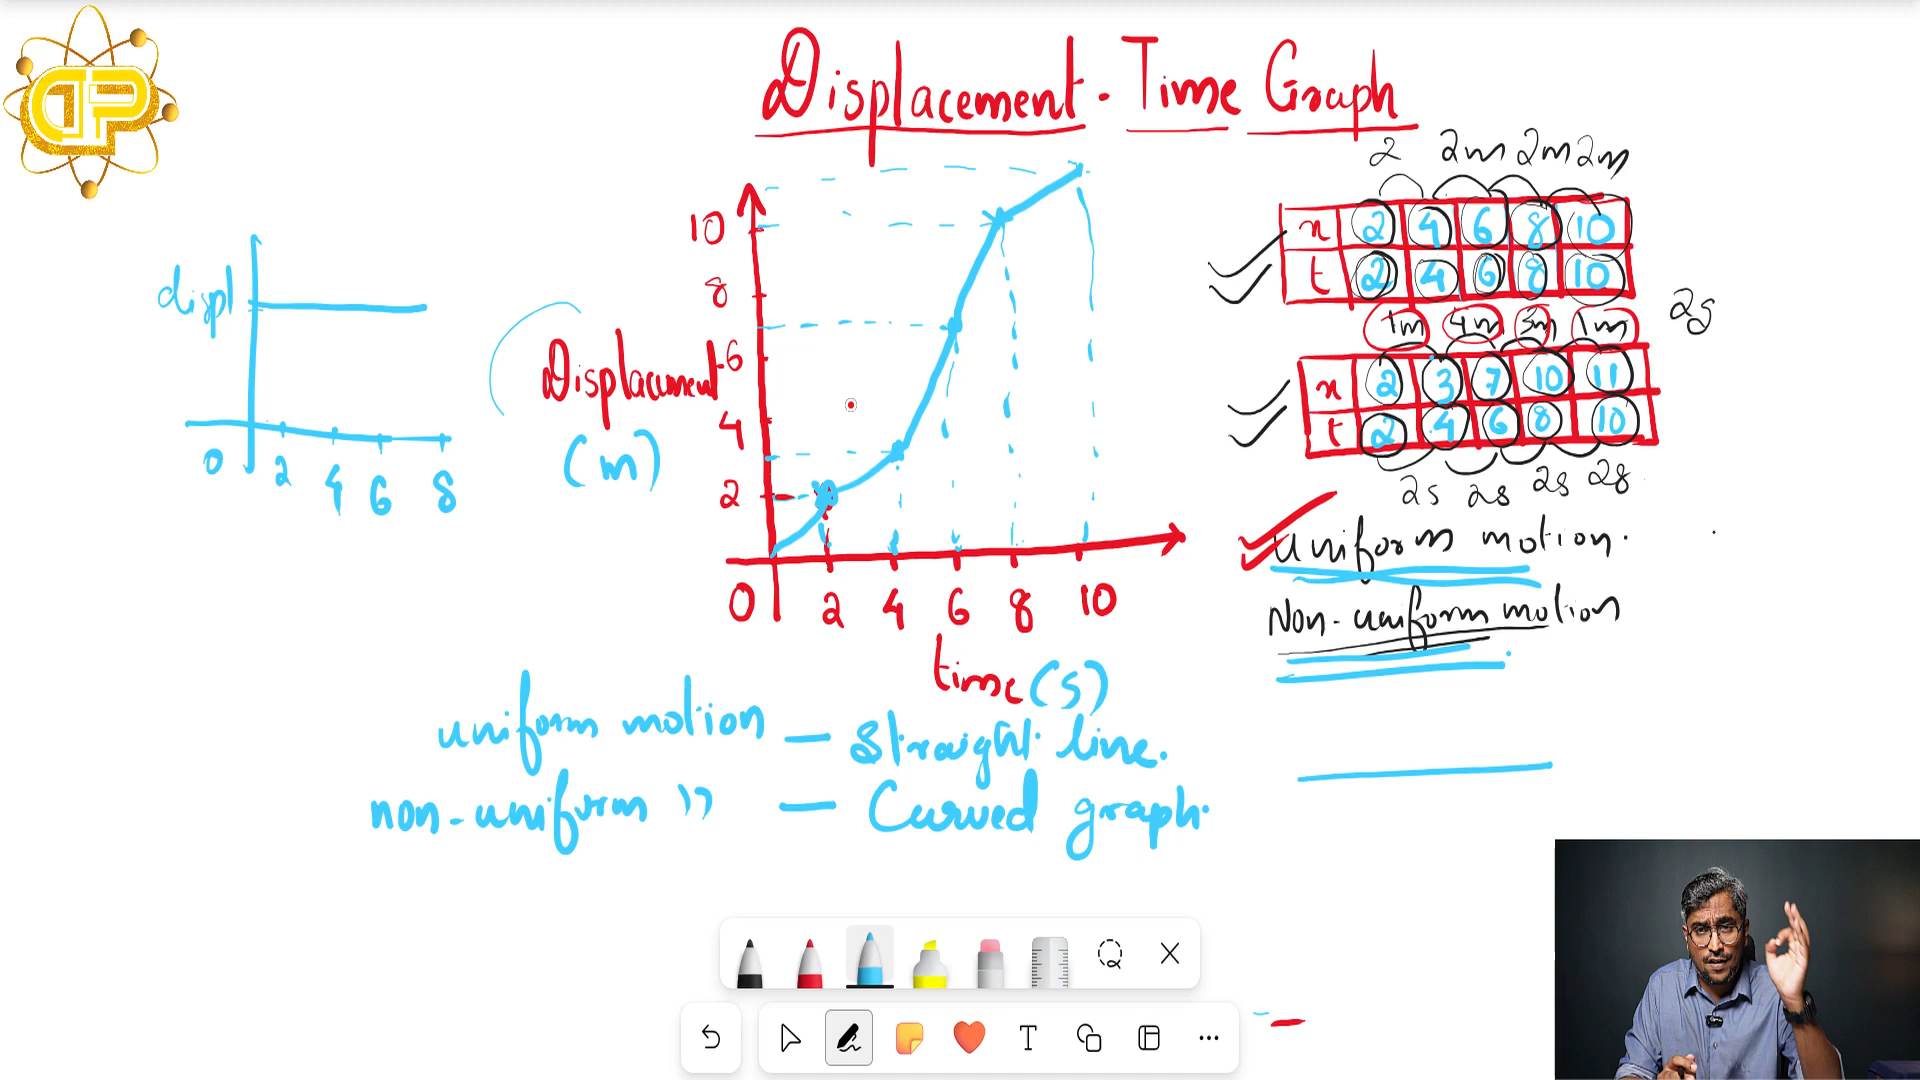 DP
Displacement - Time Graph
2 2m 2m 2m
x 2 4 6 8 10
t 2 4 6 8 10
1m 4m 3m 1m
2s
x 2 3 7 10 11
t 2 4 6 8 10
2s 2s 2s 2s
uniform motion.
Non-uniform motion
displ
0 2 4 6 8
Displacement
(m)
10
8
6
4
2
0 2 4 6 8 10
time (s)
uniform motion — Straight line.
non-uniform " — Curved graph.
T